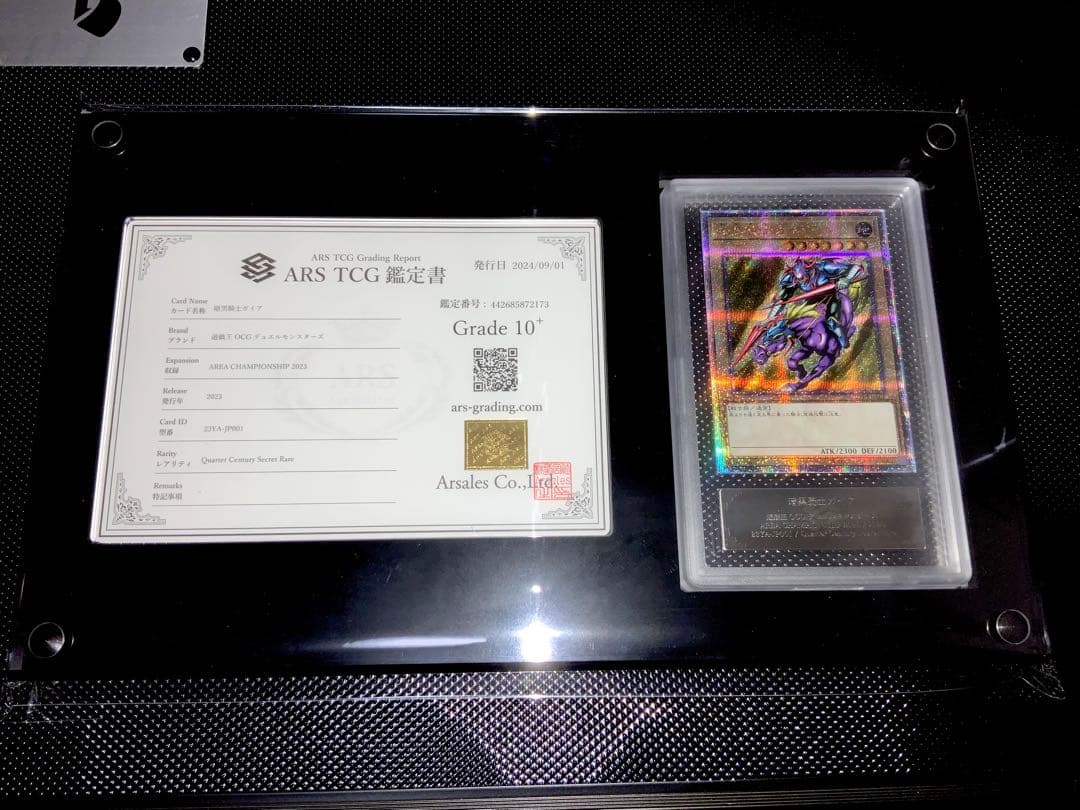 ARS TCG Grading Report
ARS TCG 鑑定書
発行日 2024/09/01
Card Name
カード名称 暗黒騎士ガイア
Brand
ブランド 遊戯王OCGデュエルモンスターズ
Expansion
収録 AREA CHAMPIONSHIP 2023
Release
発行年 2023
Card ID
型番 23YA-JP001
Rarity
レアリティ Quarter Century Secret Rare
Remarks
特記事項
鑑定番号：442685872173
Grade 10+
ars-grading.com
Arsales Co.,Ltd.
ATK/2300 DEF/2100